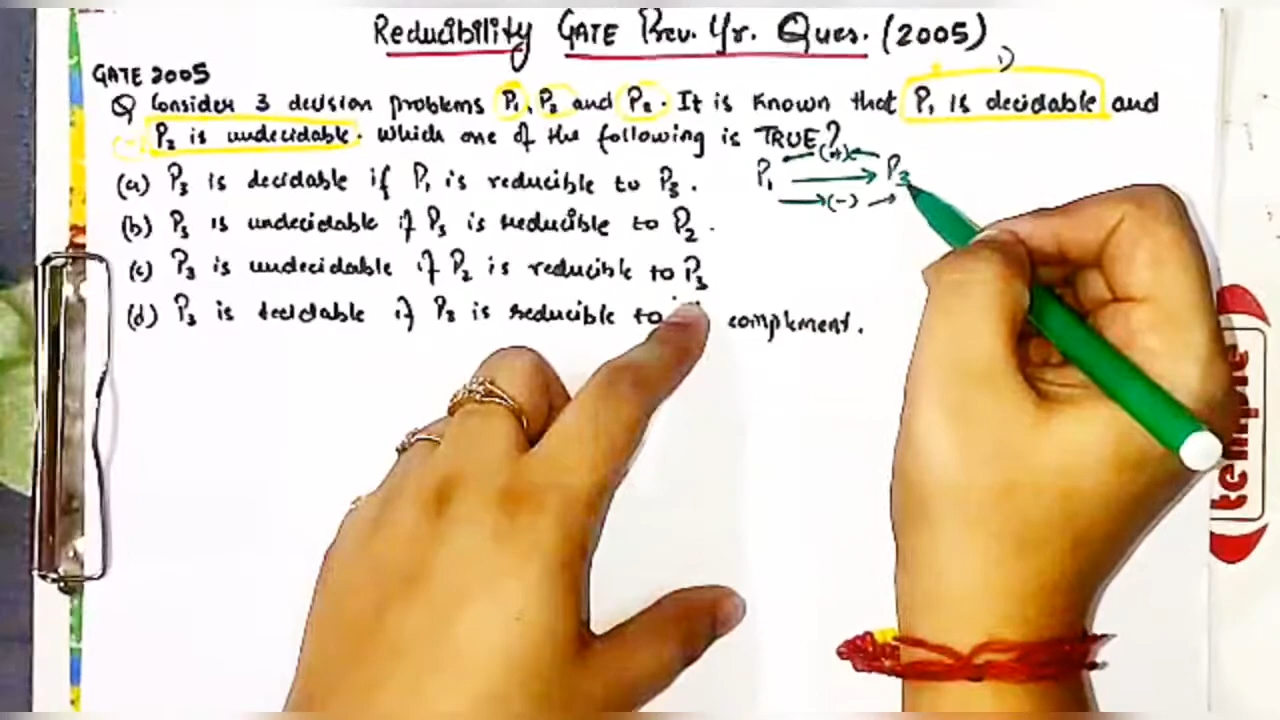 Reducibility GATE Prev. Yr. Ques. (2005)
GATE 2005
Q Consider 3 decision problems P₁, P₂ and P₃. It is known that P₁ is decidable and
P₂ is undecidable. which one of the following is TRUE?
(a) P₃ is decidable if P₁ is reducible to P₃.
(b) P₃ is undecidable if P₃ is reducible to P₂.
(c) P₃ is undecidable if P₂ is reducible to P₃
(d) P₃ is decidable if P₃ is reducible to complement.
P₁ (+) P₃
(-)
temple